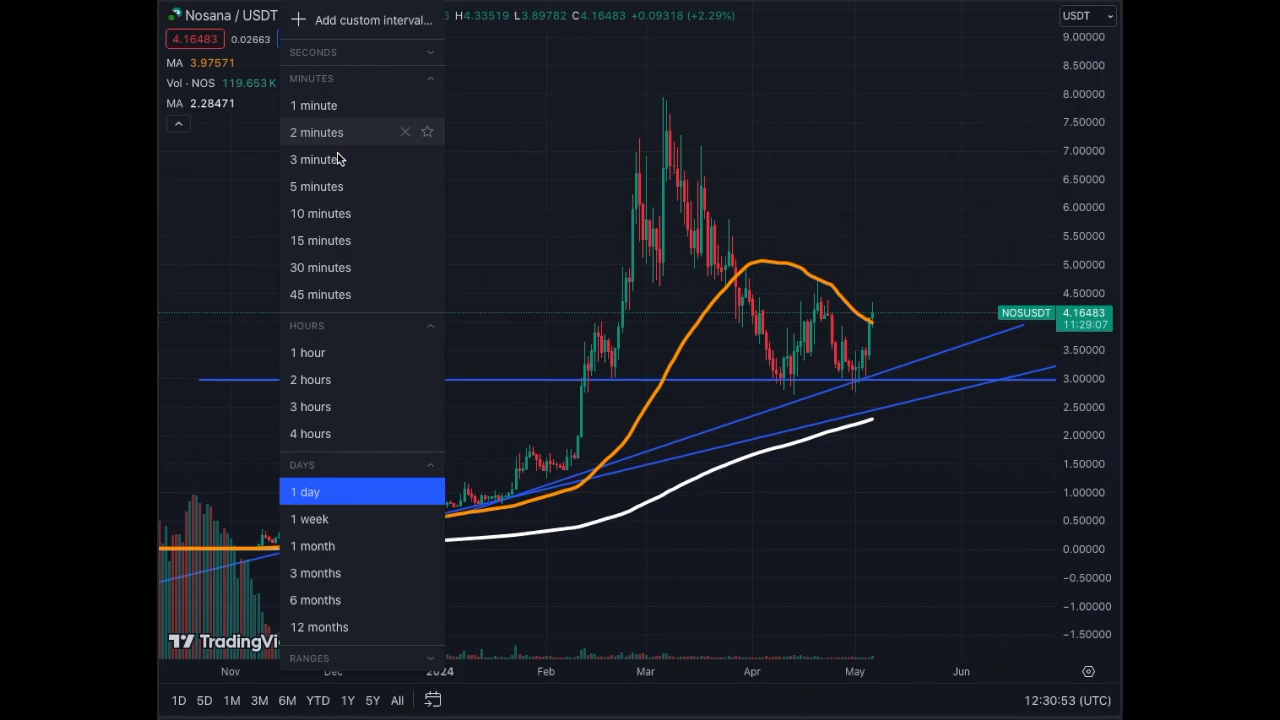 Nosana / USDT
H4.33519 L3.89782 C4.16483 +0.09318 (+2.29%)
4.16483 0.02663
MA 3.97571
Vol · NOS 119.653 K
MA 2.28471
Add custom interval...
SECONDS
MINUTES
1 minute
2 minutes
3 minutes
5 minutes
10 minutes
15 minutes
30 minutes
45 minutes
HOURS
1 hour
2 hours
3 hours
4 hours
DAYS
1 day
1 week
1 month
3 months
6 months
12 months
RANGES
USDT
9.00000
8.50000
8.00000
7.50000
7.00000
6.50000
6.00000
5.50000
5.00000
4.50000
NOSUSDT 4.16483
11:29:07
3.50000
3.00000
2.50000
2.00000
1.50000
1.00000
0.50000
0.00000
−0.50000
−1.00000
−1.50000
TradingVi
Nov Dec 2024 Feb Mar Apr May Jun
1D 5D 1M 3M 6M YTD 1Y 5Y All
12:30:53 (UTC)